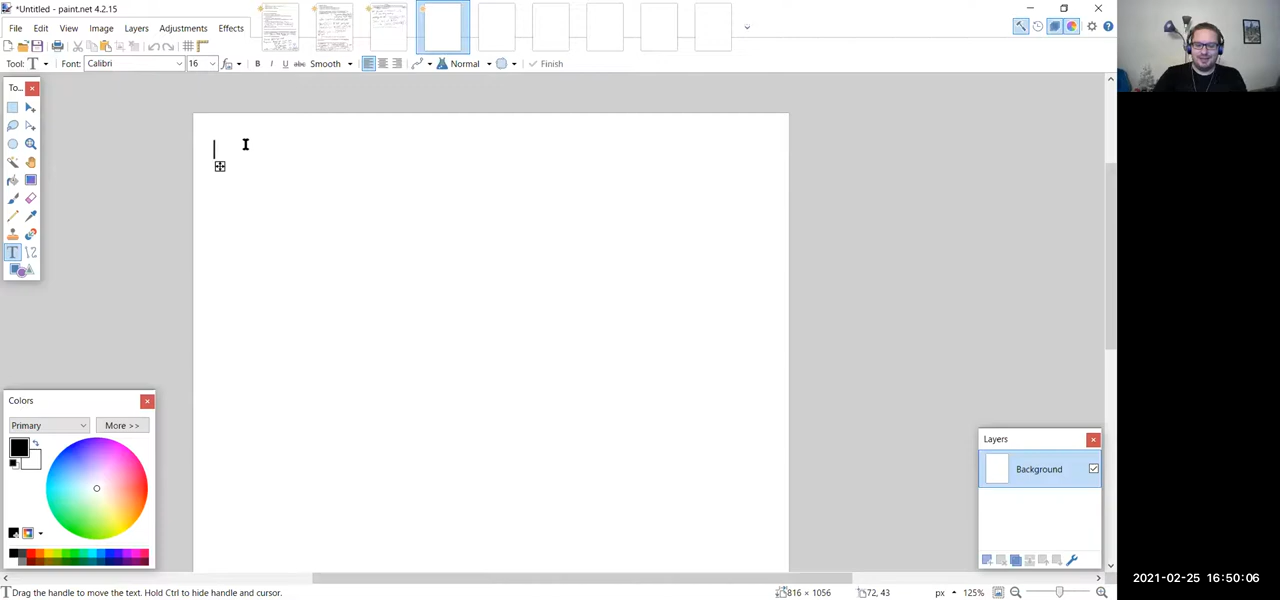 *Untitled - paint.net 4.2.15
File Edit View Image Layers Adjustments Effects
Tool: T Font: Calibri 16 B I U abc Smooth Normal Finish
To...
T
Colors
Primary More >>
Layers
Background
Drag the handle to move the text. Hold Ctrl to hide handle and cursor. 816 × 1056 72, 43 px 125%
2021-02-25 16:50:06